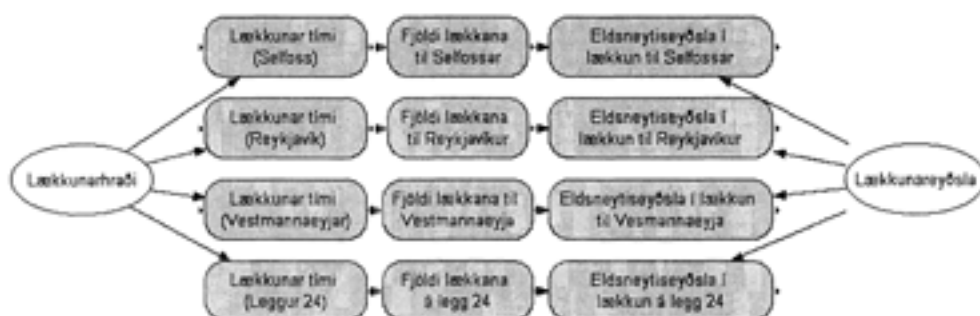 Lækkunar tími
(Selfoss)
Fjöldi lækkana
til Selfossar
Eldsneytiseyðsla í
lækkun til Selfossar
Lækkunar tími
(Reykjavík)
Fjöldi lækkana
til Reykjavíkur
Eldsneytiseyðsla í
lækkun til Reykjavíkur
Lækkunarhraði
Lækkunareyðsla
Lækkunar tími
(Vestmannaeyjar)
Fjöldi lækkana til
Vestmannaeyja
Eldsneytiseyðsla í lækkun
til Vesmannaeyja
Lækkunar tími
(Leggur 24)
Fjöldi lækkana
á legg 24
Eldsneytiseyðsla í
lækkun á legg 24